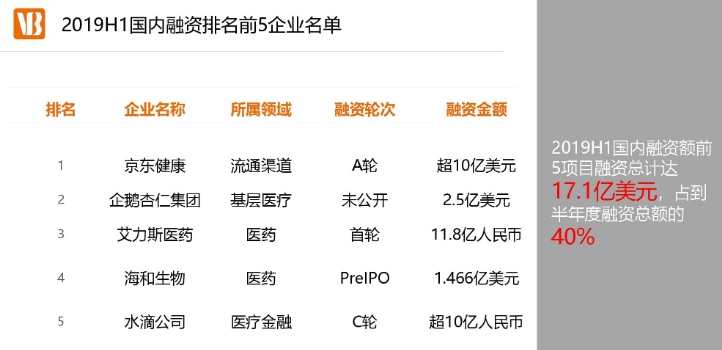 VB
2019H1国内融资排名前5企业名单
排名 企业名称 所属领域 融资轮次 融资金额
1 京东健康 流通渠道 A轮 超10亿美元
2 企鹅杏仁集团 基层医疗 未公开 2.5亿美元
3 艾力斯医药 医药 首轮 11.8亿人民币
4 海和生物 医药 PreIPO 1.466亿美元
5 水滴公司 医疗金融 C轮 超10亿人民币
2019H1国内融资额前
5项目融资总计达
17.1亿美元，占到
半年度融资总额的
40%